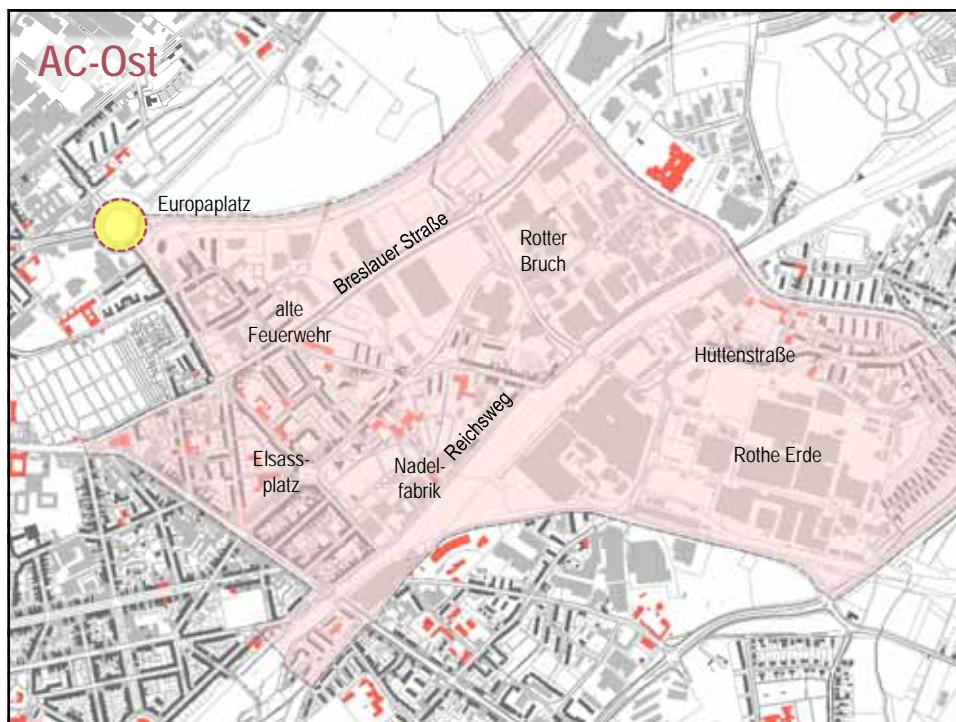 AC-Ost
Europaplatz
Breslauer Straße
Rotter
Bruch
alte
Feuerwehr
Hüttenstraße
Reichsweg
Elsass-
platz
Nadel-
fabrik
Rothe Erde